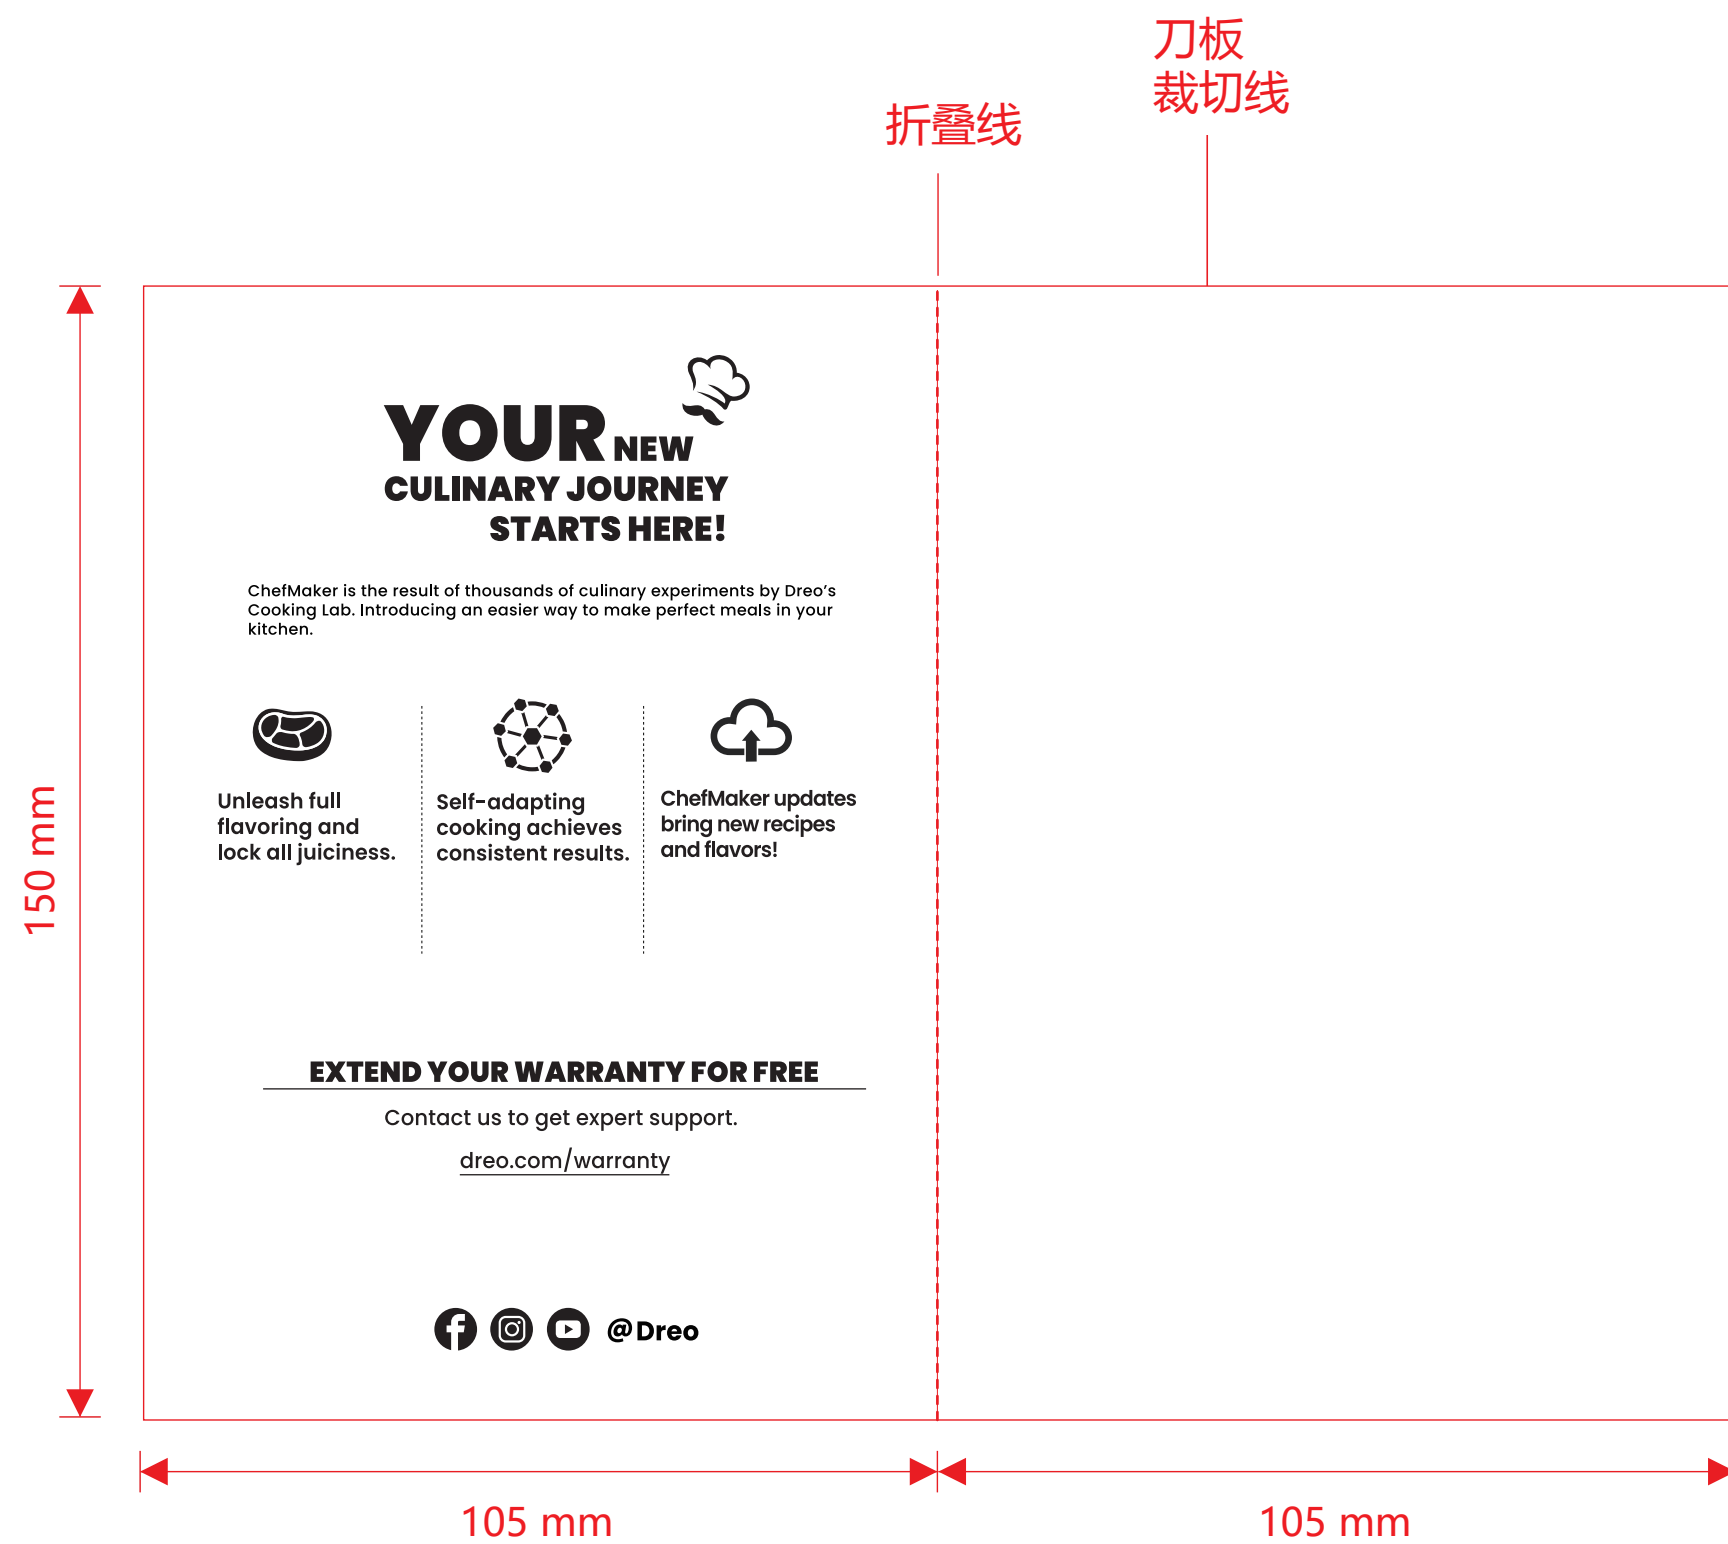 刀板
裁切线
折叠线
YOUR NEW
CULINARY JOURNEY
STARTS HERE!
ChefMaker is the result of thousands of culinary experiments by Dreo’s
Cooking Lab. Introducing an easier way to make perfect meals in your
kitchen.
Unleash full
flavoring and
lock all juiciness.
Self-adapting
cooking achieves
consistent results.
ChefMaker updates
bring new recipes
and flavors!
150 mm
EXTEND YOUR WARRANTY FOR FREE
Contact us to get expert support.
dreo.com/warranty
@Dreo
105 mm
105 mm